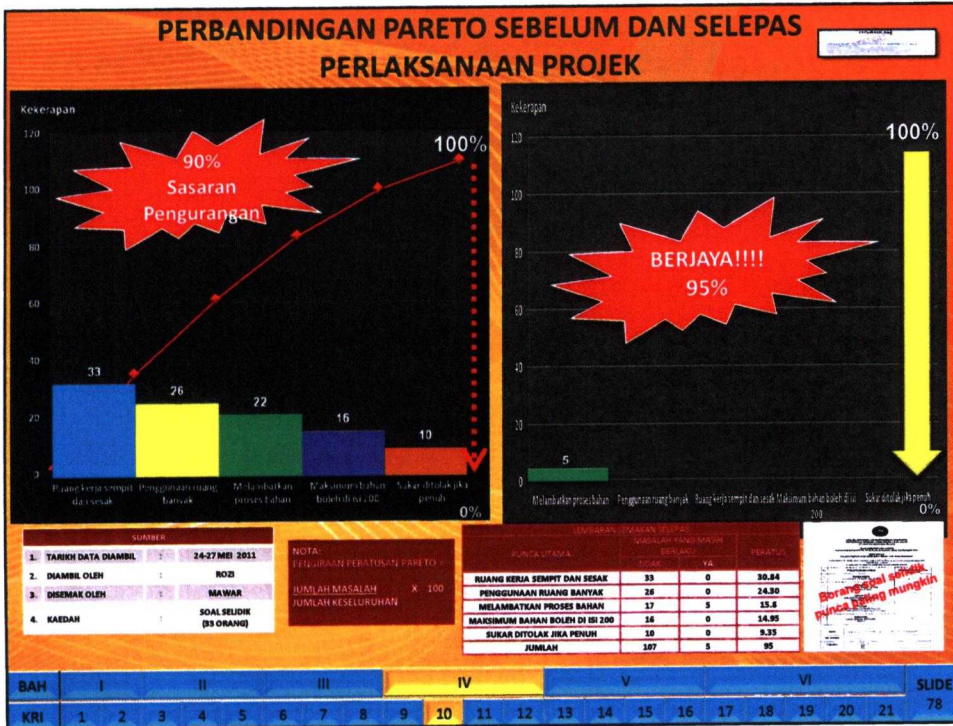 PERBANDINGAN PARETO SEBELUM DAN SELEPAS
PERLAKSANAAN PROJEK
Kekerapan
120
100
80
60
40
20
0
90%
Sasaran
Pengurangan
100%
33
26
22
16
10
Ruang kerja sempit dan sesak
Penggunaan ruang banyak
Melambatkan proses bahan
Maksimum bahan boleh di isi 200
Sukar ditolak jika penuh
0%
Kekerapan
120
100
80
60
40
20
0
100%
BERJAYA!!!!
95%
5
Melambatkan proses bahan
Penggunaan ruang banyak
Ruang kerja sempit dan sesak
Maksimum bahan boleh di isi 200
Sukar ditolak jika penuh
0%
SUMBER
1. TARIKH DATA DIAMBIL : 24-27 MEI 2011
2. DIAMBIL OLEH : ROZI
3. DISEMAK OLEH : MAWAR
4. KAEDAH : SOAL SELIDIK
(33 ORANG)
NOTA:
PENGIRAAN PERATUSAN PARETO
JUMLAH MASALAH X 100
JUMLAH KESELURUHAN
LEMBARAN SEMAKAN SELEPAS
PUNCA UTAMA MASALAH YANG MASIH BERLAKU PERATUS
TIDAK YA
RUANG KERJA SEMPIT DAN SESAK 33 0 30.84
PENGGUNAAN RUANG BANYAK 26 0 24.30
MELAMBATKAN PROSES BAHAN 17 5 15.8
MAKSIMUM BAHAN BOLEH DI ISI 200 16 0 14.95
SUKAR DITOLAK JIKA PENUH 10 0 9.35
JUMLAH 107 5 95
Borang soal selidik
punca paling mungkin
BAH I II III IV V VI SLIDE
KRI 1 2 3 4 5 6 7 8 9 10 11 12 13 14 15 16 17 18 19 20 21 78